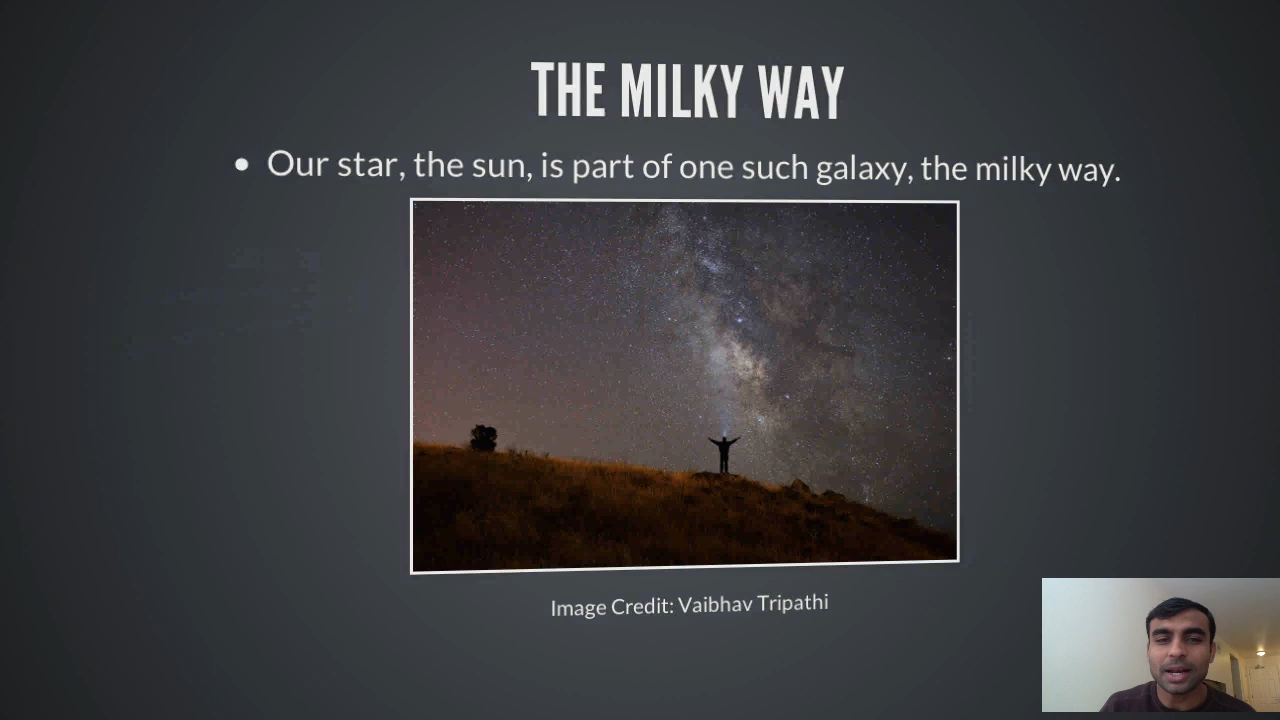 THE MILKY WAY
• Our star, the sun, is part of one such galaxy, the milky way.
Image Credit: Vaibhav Tripathi